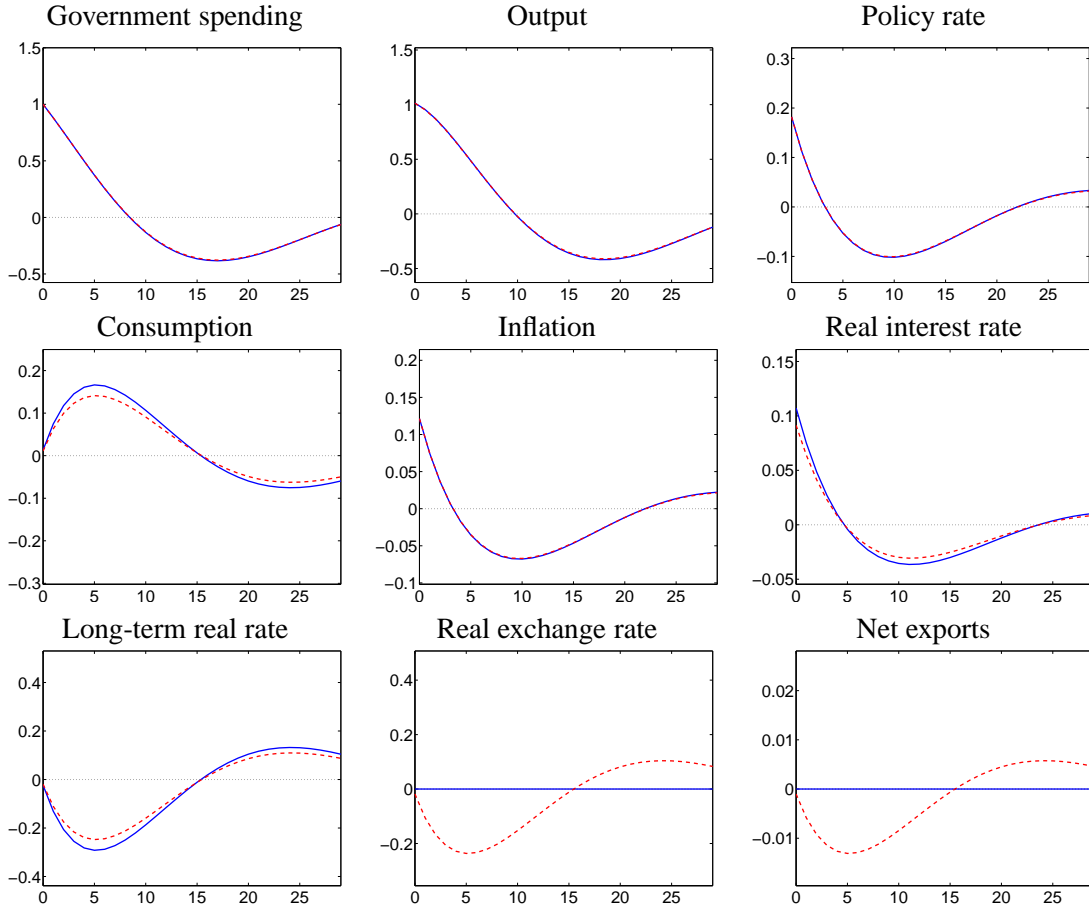 Government spending
Output
Policy rate
1.5
1
0.5
0
−0.5
0 5 10 15 20 25
1.5
1
0.5
0
−0.5
0 5 10 15 20 25
0.3
0.2
0.1
0
−0.1
0 5 10 15 20 25
Consumption
Inflation
Real interest rate
0.2
0.1
0
−0.1
−0.2
−0.3
0 5 10 15 20 25
0.2
0.15
0.1
0.05
0
−0.05
−0.1
0 5 10 15 20 25
0.15
0.1
0.05
0
−0.05
0 5 10 15 20 25
Long-term real rate
Real exchange rate
Net exports
0.4
0.2
0
−0.2
−0.4
0 5 10 15 20 25
0.4
0.2
0
−0.2
0 5 10 15 20 25
0.02
0.01
0
−0.01
0 5 10 15 20 25